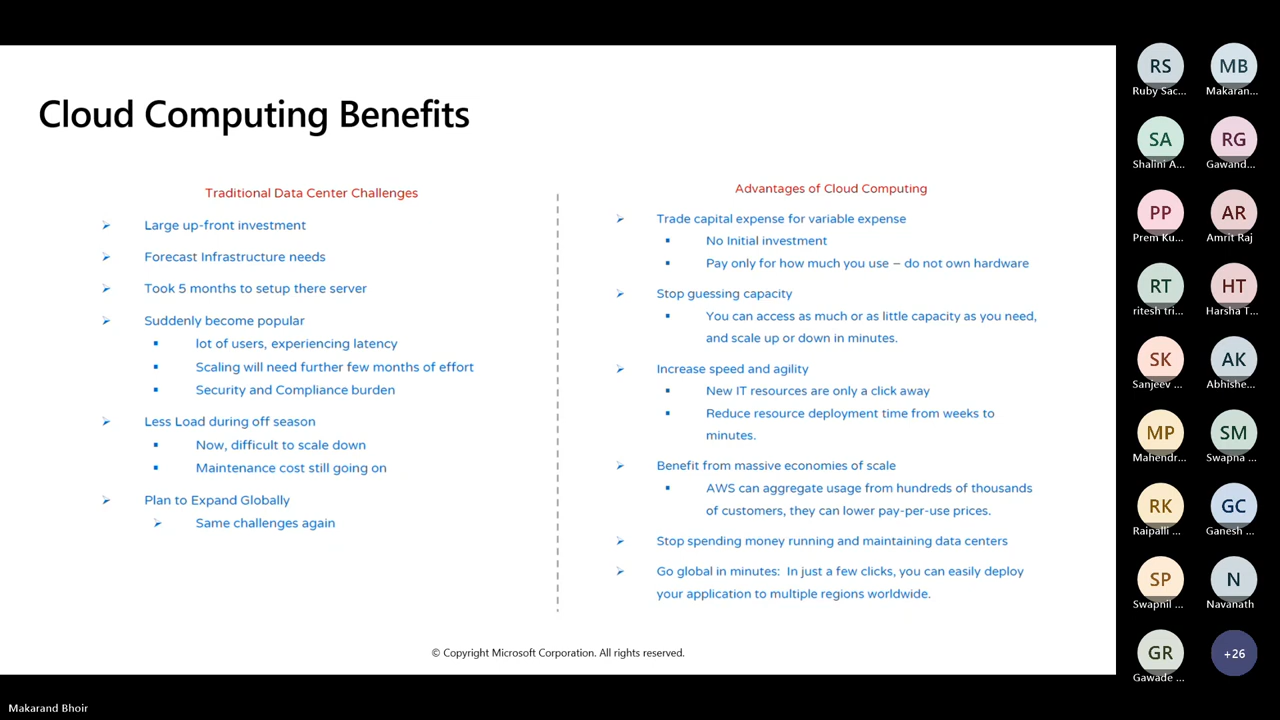 Cloud Computing Benefits
Traditional Data Center Challenges
Large up-front investment
Forecast Infrastructure needs
Took 5 months to setup there server
Suddenly become popular
lot of users, experiencing latency
Scaling will need further few months of effort
Security and Compliance burden
Less Load during off season
Now, difficult to scale down
Maintenance cost still going on
Plan to Expand Globally
Same challenges again
Advantages of Cloud Computing
Trade capital expense for variable expense
No Initial investment
Pay only for how much you use – do not own hardware
Stop guessing capacity
You can access as much or as little capacity as you need,
and scale up or down in minutes.
Increase speed and agility
New IT resources are only a click away
Reduce resource deployment time from weeks to
minutes.
Benefit from massive economies of scale
AWS can aggregate usage from hundreds of thousands
of customers, they can lower pay-per-use prices.
Stop spending money running and maintaining data centers
Go global in minutes: In just a few clicks, you can easily deploy
your application to multiple regions worldwide.
© Copyright Microsoft Corporation. All rights reserved.
RS
Ruby Sac...
MB
Makaran...
SA
Shalini A...
RG
Gawand...
PP
Prem Ku...
AR
Amrit Raj
RT
ritesh tri...
HT
Harsha T...
SK
Sanjeev ...
AK
Abhishe...
MP
Mahendr...
SM
Swapna ...
RK
Raipalli ...
GC
Ganesh ...
SP
Swapnil ...
N
Navanath
GR
Gawade ...
+26
Makarand Bhoir